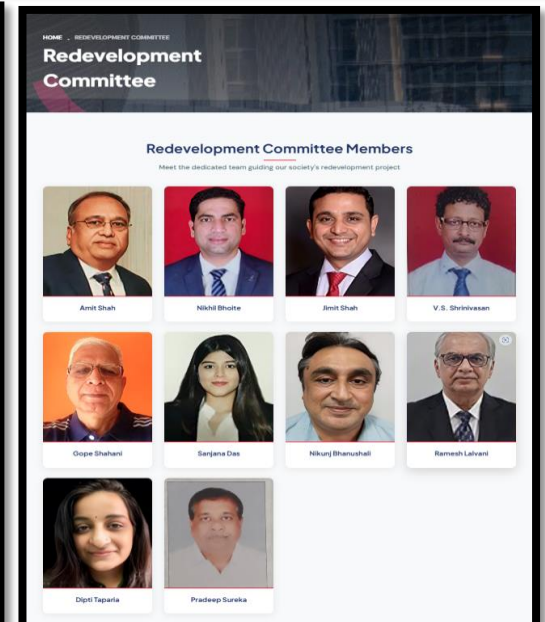 HOME . REDEVELOPMENT COMMITTEE
Redevelopment
Committee
Redevelopment Committee Members
Meet the dedicated team guiding our society's redevelopment project
Amit Shah
Nikhil Bhoite
Jimit Shah
V.S. Shrinivasan
Gope Shahani
Sanjana Das
Nikunj Bhanushali
Ramesh Lalvani
Dipti Taparia
Pradeep Sureka